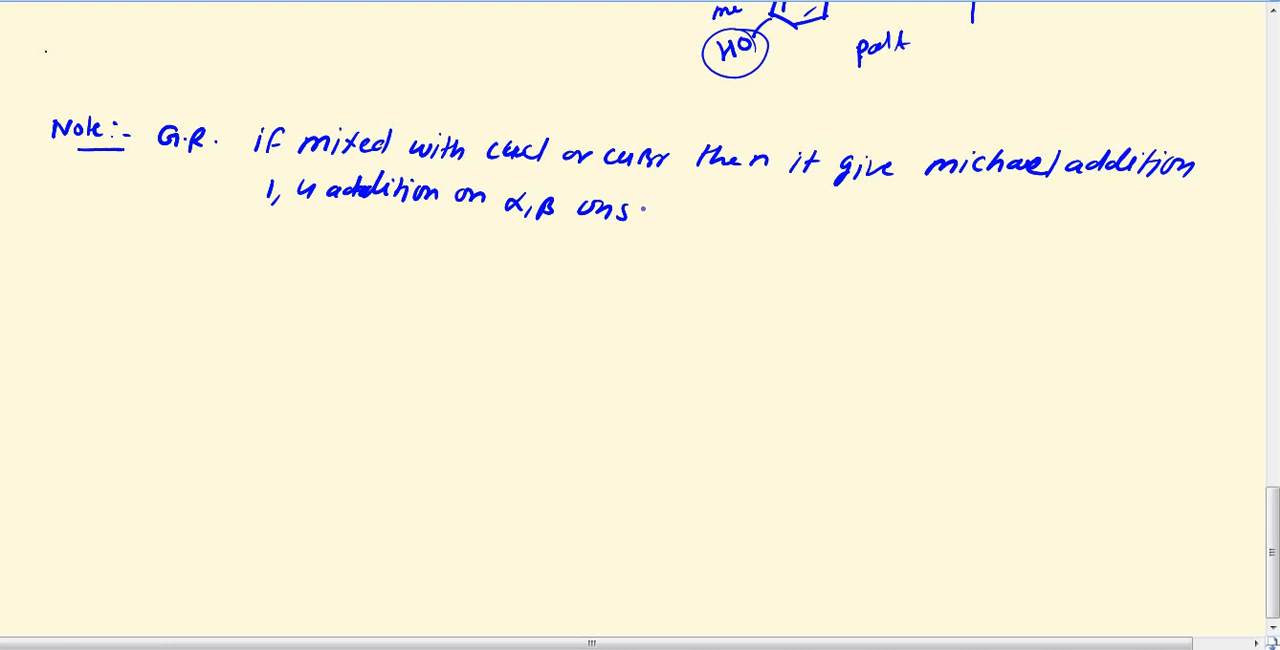 me
HO
Note:- G.R. if mixed with cucl or cuBr then it give michael addition
1, 4 addition on α,β uns.